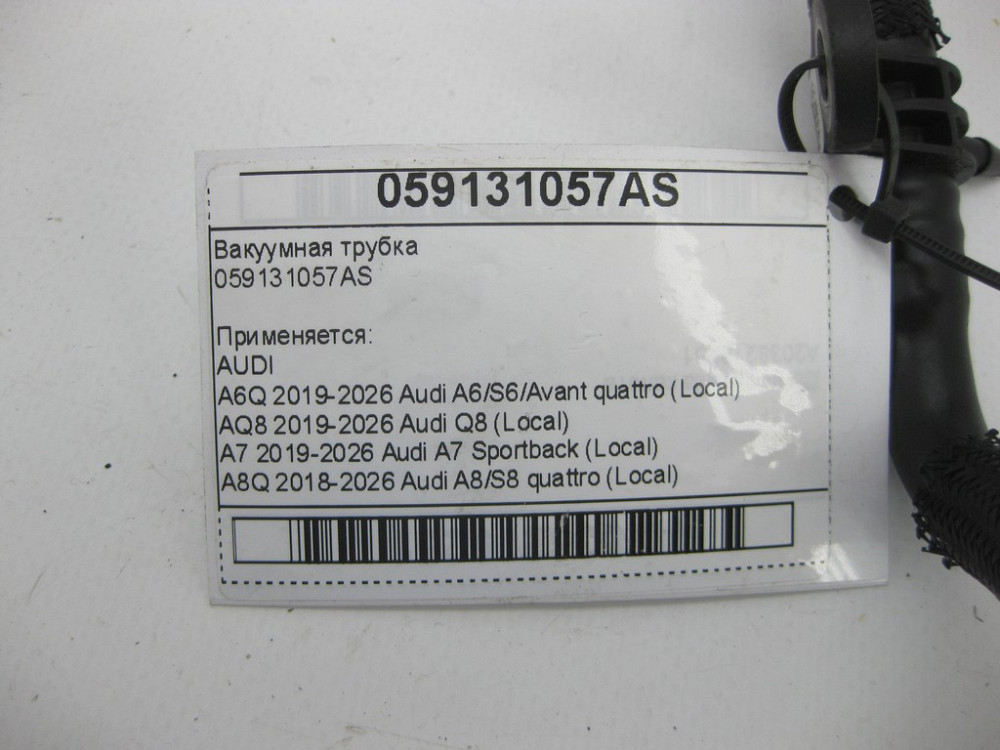 059131057AS
Вакуумная трубка
059131057AS
Применяется:
AUDI
A6Q 2019-2026 Audi A6/S6/Avant quattro (Local)
AQ8 2019-2026 Audi Q8 (Local)
A7 2019-2026 Audi A7 Sportback (Local)
A8Q 2018-2026 Audi A8/S8 quattro (Local)